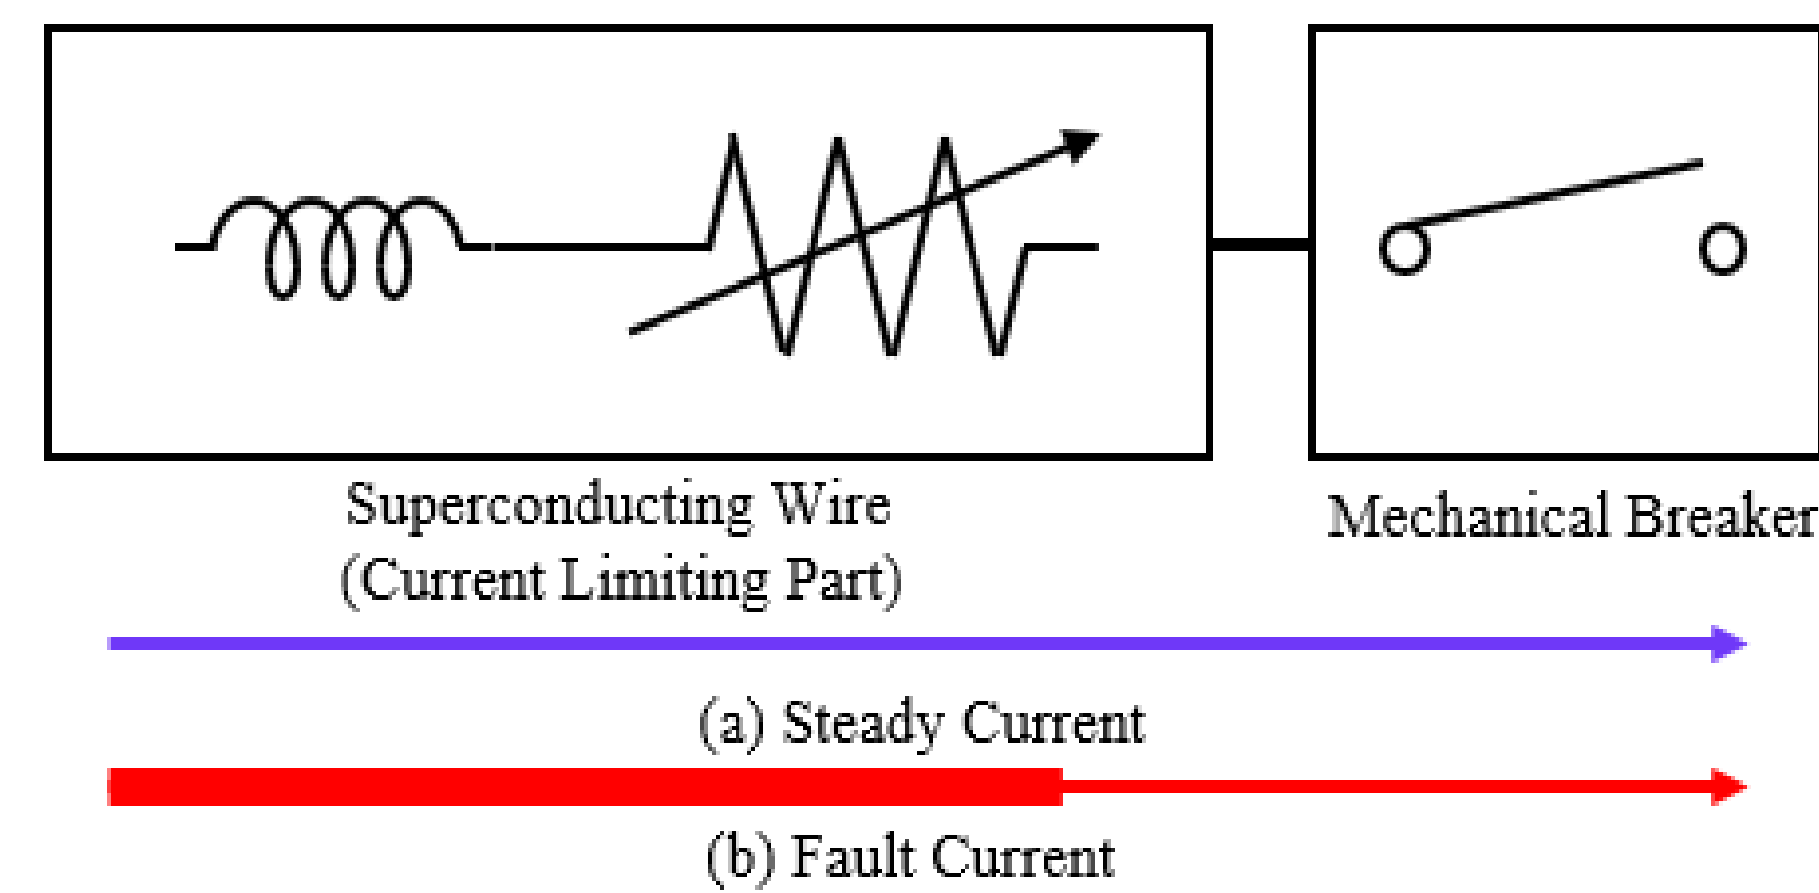 Superconducting Wire
(Current Limiting Part)
Mechanical Breaker
(a) Steady Current
(b) Fault Current